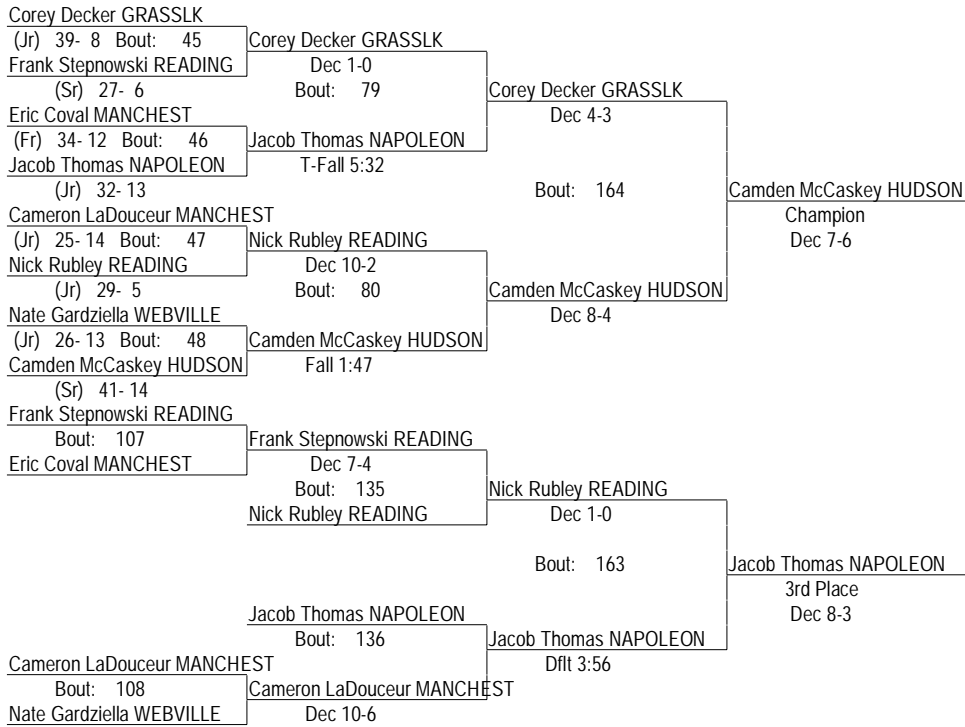 Corey Decker GRASSLK
(Jr) 39- 8 Bout: 45 Corey Decker GRASSLK
Frank Stepnowski READING Dec 1-0
(Sr) 27- 6 Bout: 79 Corey Decker GRASSLK
Eric Coval MANCHEST Dec 4-3
(Fr) 34- 12 Bout: 46 Jacob Thomas NAPOLEON
Jacob Thomas NAPOLEON T-Fall 5:32
(Jr) 32- 13 Bout: 164 Camden McCaskey HUDSON
Cameron LaDouceur MANCHEST Champion
(Jr) 25- 14 Bout: 47 Nick Rubley READING Dec 7-6
Nick Rubley READING Dec 10-2
(Jr) 29- 5 Bout: 80 Camden McCaskey HUDSON
Nate Gardziella WEBVILLE Dec 8-4
(Jr) 26- 13 Bout: 48 Camden McCaskey HUDSON
Camden McCaskey HUDSON Fall 1:47
(Sr) 41- 14
Frank Stepnowski READING
Bout: 107 Frank Stepnowski READING
Eric Coval MANCHEST Dec 7-4
Bout: 135 Nick Rubley READING
Nick Rubley READING Dec 1-0
Bout: 163 Jacob Thomas NAPOLEON
3rd Place
Jacob Thomas NAPOLEON Dec 8-3
Bout: 136 Jacob Thomas NAPOLEON
Cameron LaDouceur MANCHEST Dflt 3:56
Bout: 108 Cameron LaDouceur MANCHEST
Nate Gardziella WEBVILLE Dec 10-6